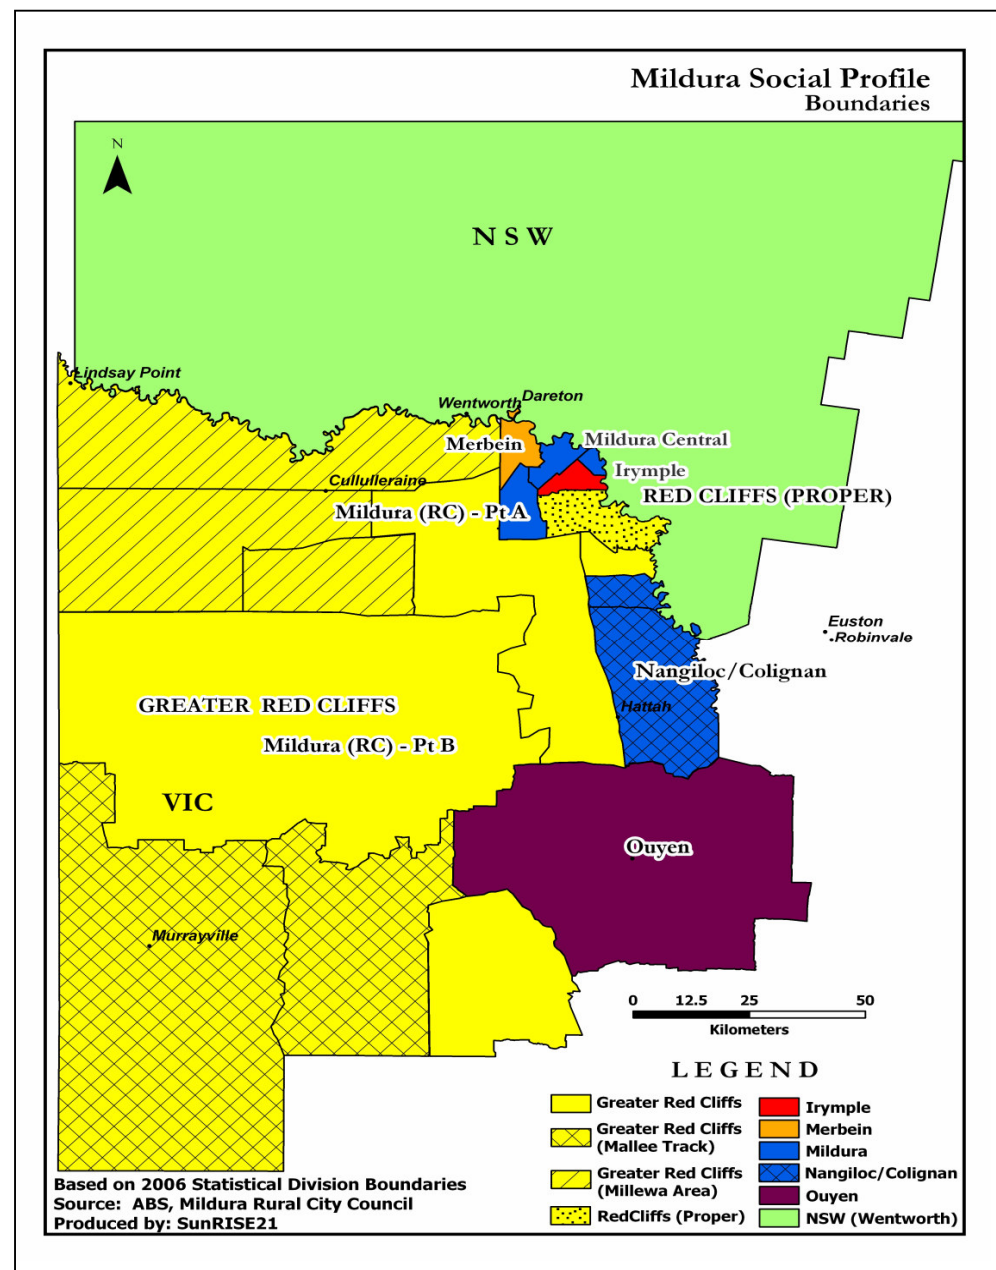 Mildura Social Profile
Boundaries
N
N S W
Lindsay Point
Wentworth
Dareton
Merbein
Mildura Central
Irymple
Cullulleraine
RED CLIFFS (PROPER)
Mildura (RC) - Pt A
Euston
Robinvale
Nangiloc/Colignan
GREATER RED CLIFFS
Hattah
Mildura (RC) - Pt B
VIC
Ouyen
Murrayville
0 12.5 25 50
Kilometers
L E G E N D
Greater Red Cliffs
Greater Red Cliffs
(Mallee Track)
Greater Red Cliffs
(Millewa Area)
RedCliffs (Proper)
Irymple
Merbein
Mildura
Nangiloc/Colignan
Ouyen
NSW (Wentworth)
Based on 2006 Statistical Division Boundaries
Source: ABS, Mildura Rural City Council
Produced by: SunRISE21